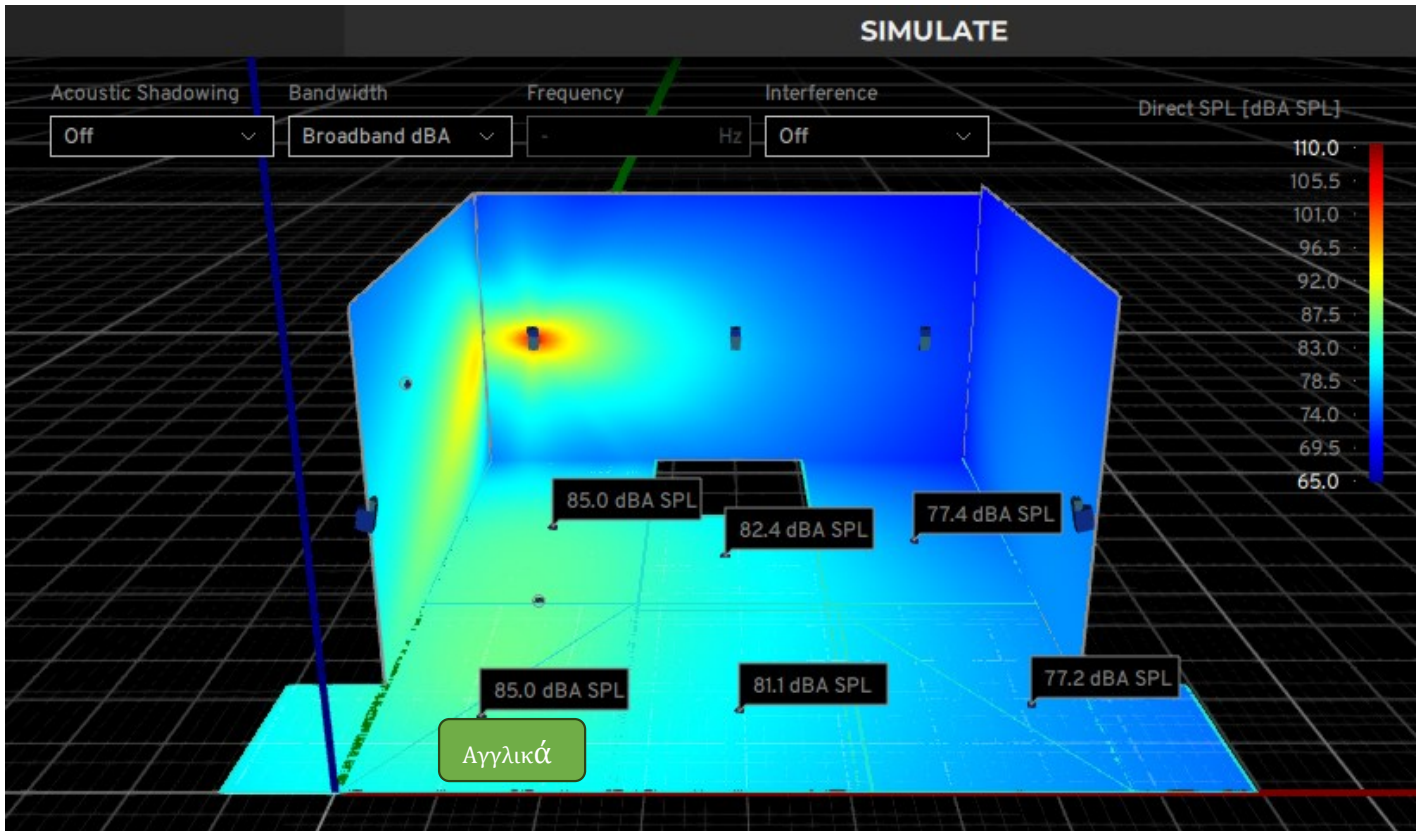 SIMULATE
Acoustic Shadowing Bandwidth Frequency Interference
Off Broadband dBA - Hz Off
Direct SPL [dBA SPL]
110.0
105.5
101.0
96.5
92.0
87.5
83.0
78.5
74.0
69.5
65.0
85.0 dBA SPL
82.4 dBA SPL
77.4 dBA SPL
85.0 dBA SPL
81.1 dBA SPL
77.2 dBA SPL
Αγγλικά